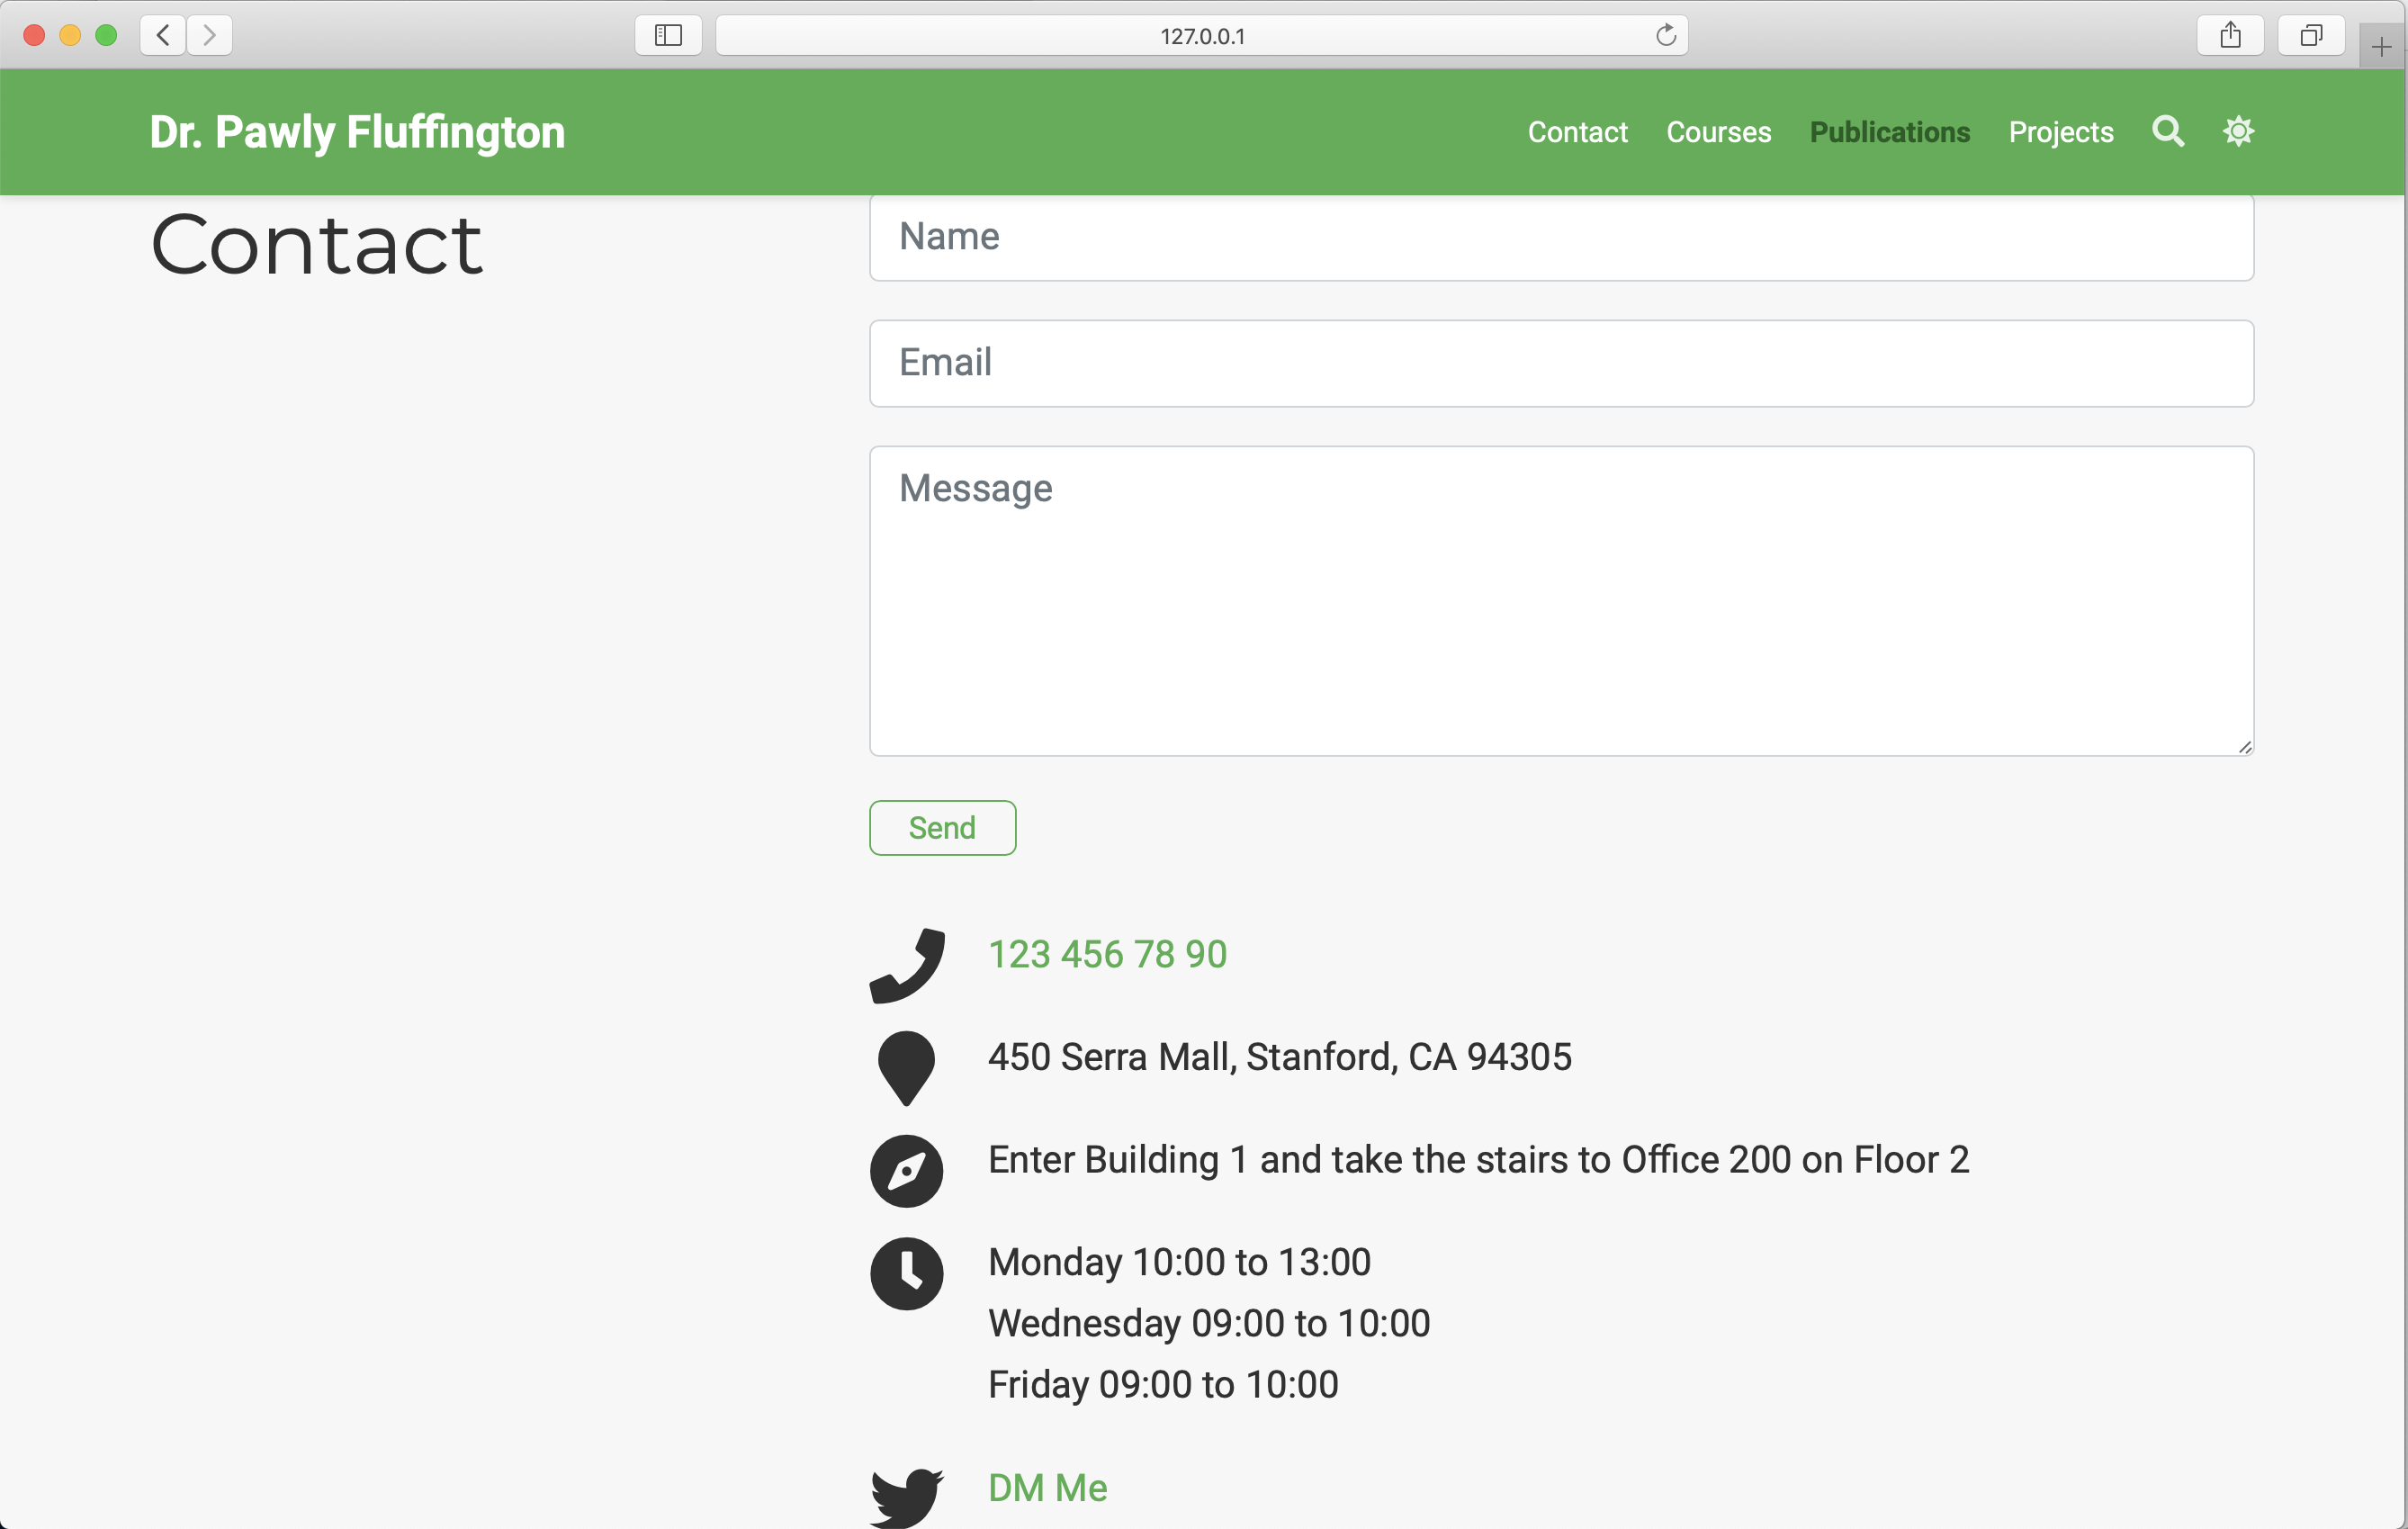 127.0.0.1
Dr. Pawly Fluffington
Contact Courses Publications Projects
Contact
Name
Email
Message
Send
123 456 78 90
450 Serra Mall, Stanford, CA 94305
Enter Building 1 and take the stairs to Office 200 on Floor 2
Monday 10:00 to 13:00
Wednesday 09:00 to 10:00
Friday 09:00 to 10:00
DM Me